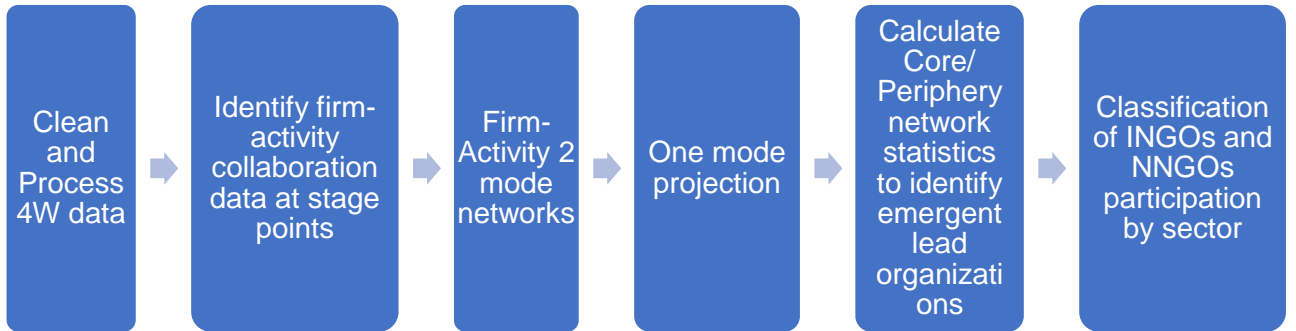 Clean
and
Process
4W data
Identify firm-
activity
collaboration
data at stage
points
Firm-
Activity 2
mode
networks
One mode
projection
Calculate
Core/
Periphery
network
statistics
to identify
emergent
lead
organizati
ons
Classification
of INGOs and
NNGOs
participation
by sector